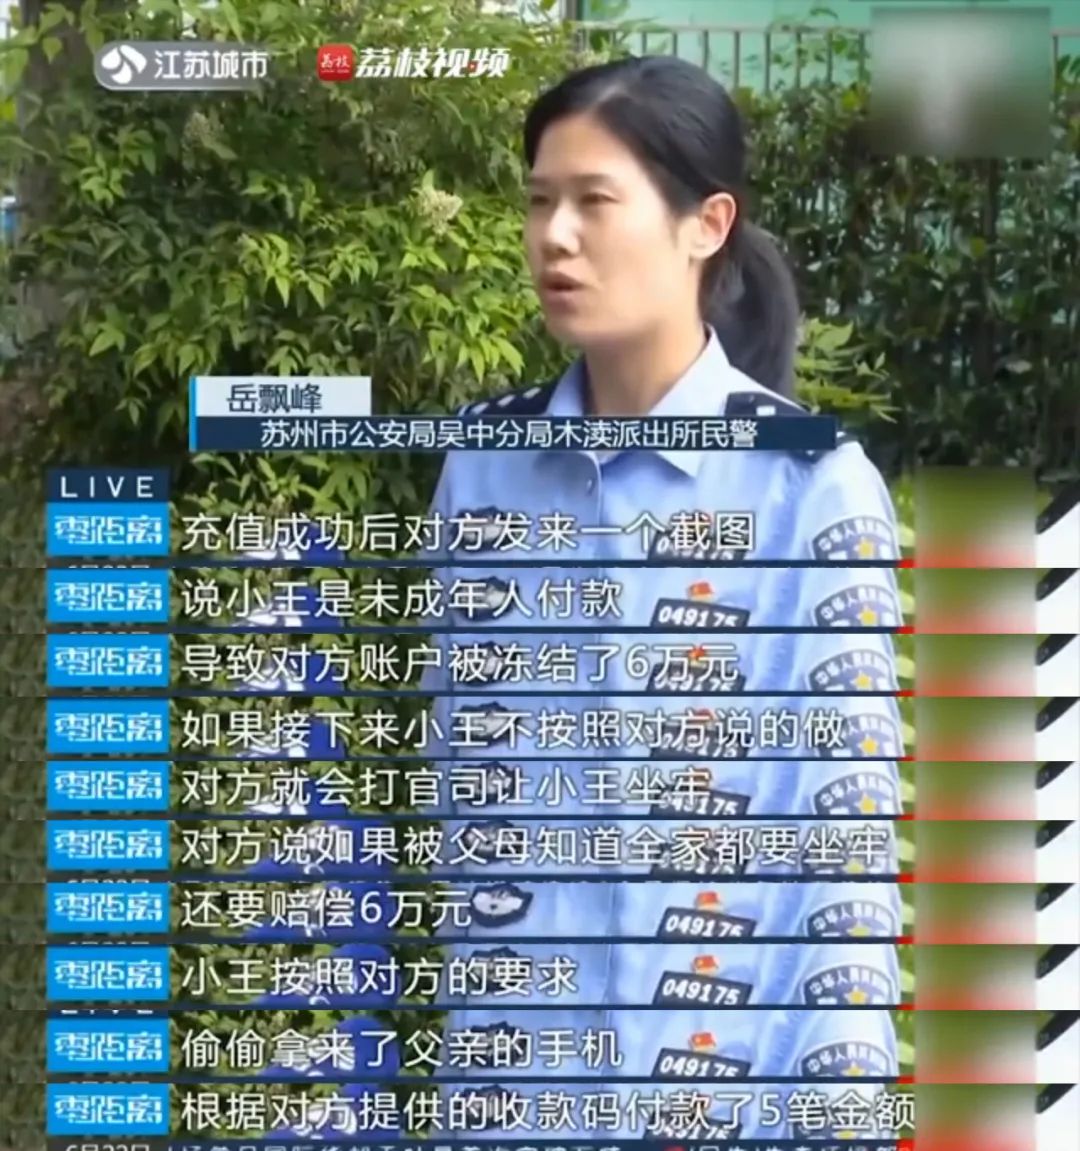 江苏城市 荔枝 荔枝视频
岳飘峰
苏州市公安局吴中分局木渎派出所民警
LIVE
零距离 充值成功后对方发来一个截图
零距离 说小王是未成年人付款
049175
零距离 导致对方账户被冻结了6万元
049175
零距离 如果接下来小王不按照对方说的做
零距离 对方就会打官司让小王坐牢
049175
零距离 对方说如果被父母知道全家都要坐牢
零距离 还要赔偿6万元
049175
零距离 小王按照对方的要求
049175
零距离 偷偷拿来了父亲的手机
049175
零距离 根据对方提供的收款码付款了5笔金额